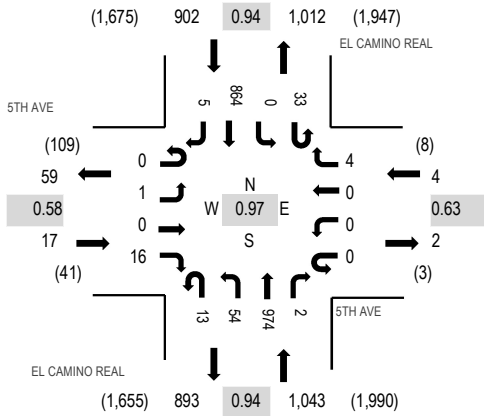 (1,675) 902 0.94 1,012 (1,947)
EL CAMINO REAL
5TH AVE
5 864 0 33
(109)
59
0.58
17
(41)
0
1
0
16
N
W 0.97 E
S
4
0
0
0
(8)
4
0.63
2
(3)
13 54 974 2
5TH AVE
EL CAMINO REAL
(1,655) 893 0.94 1,043 (1,990)